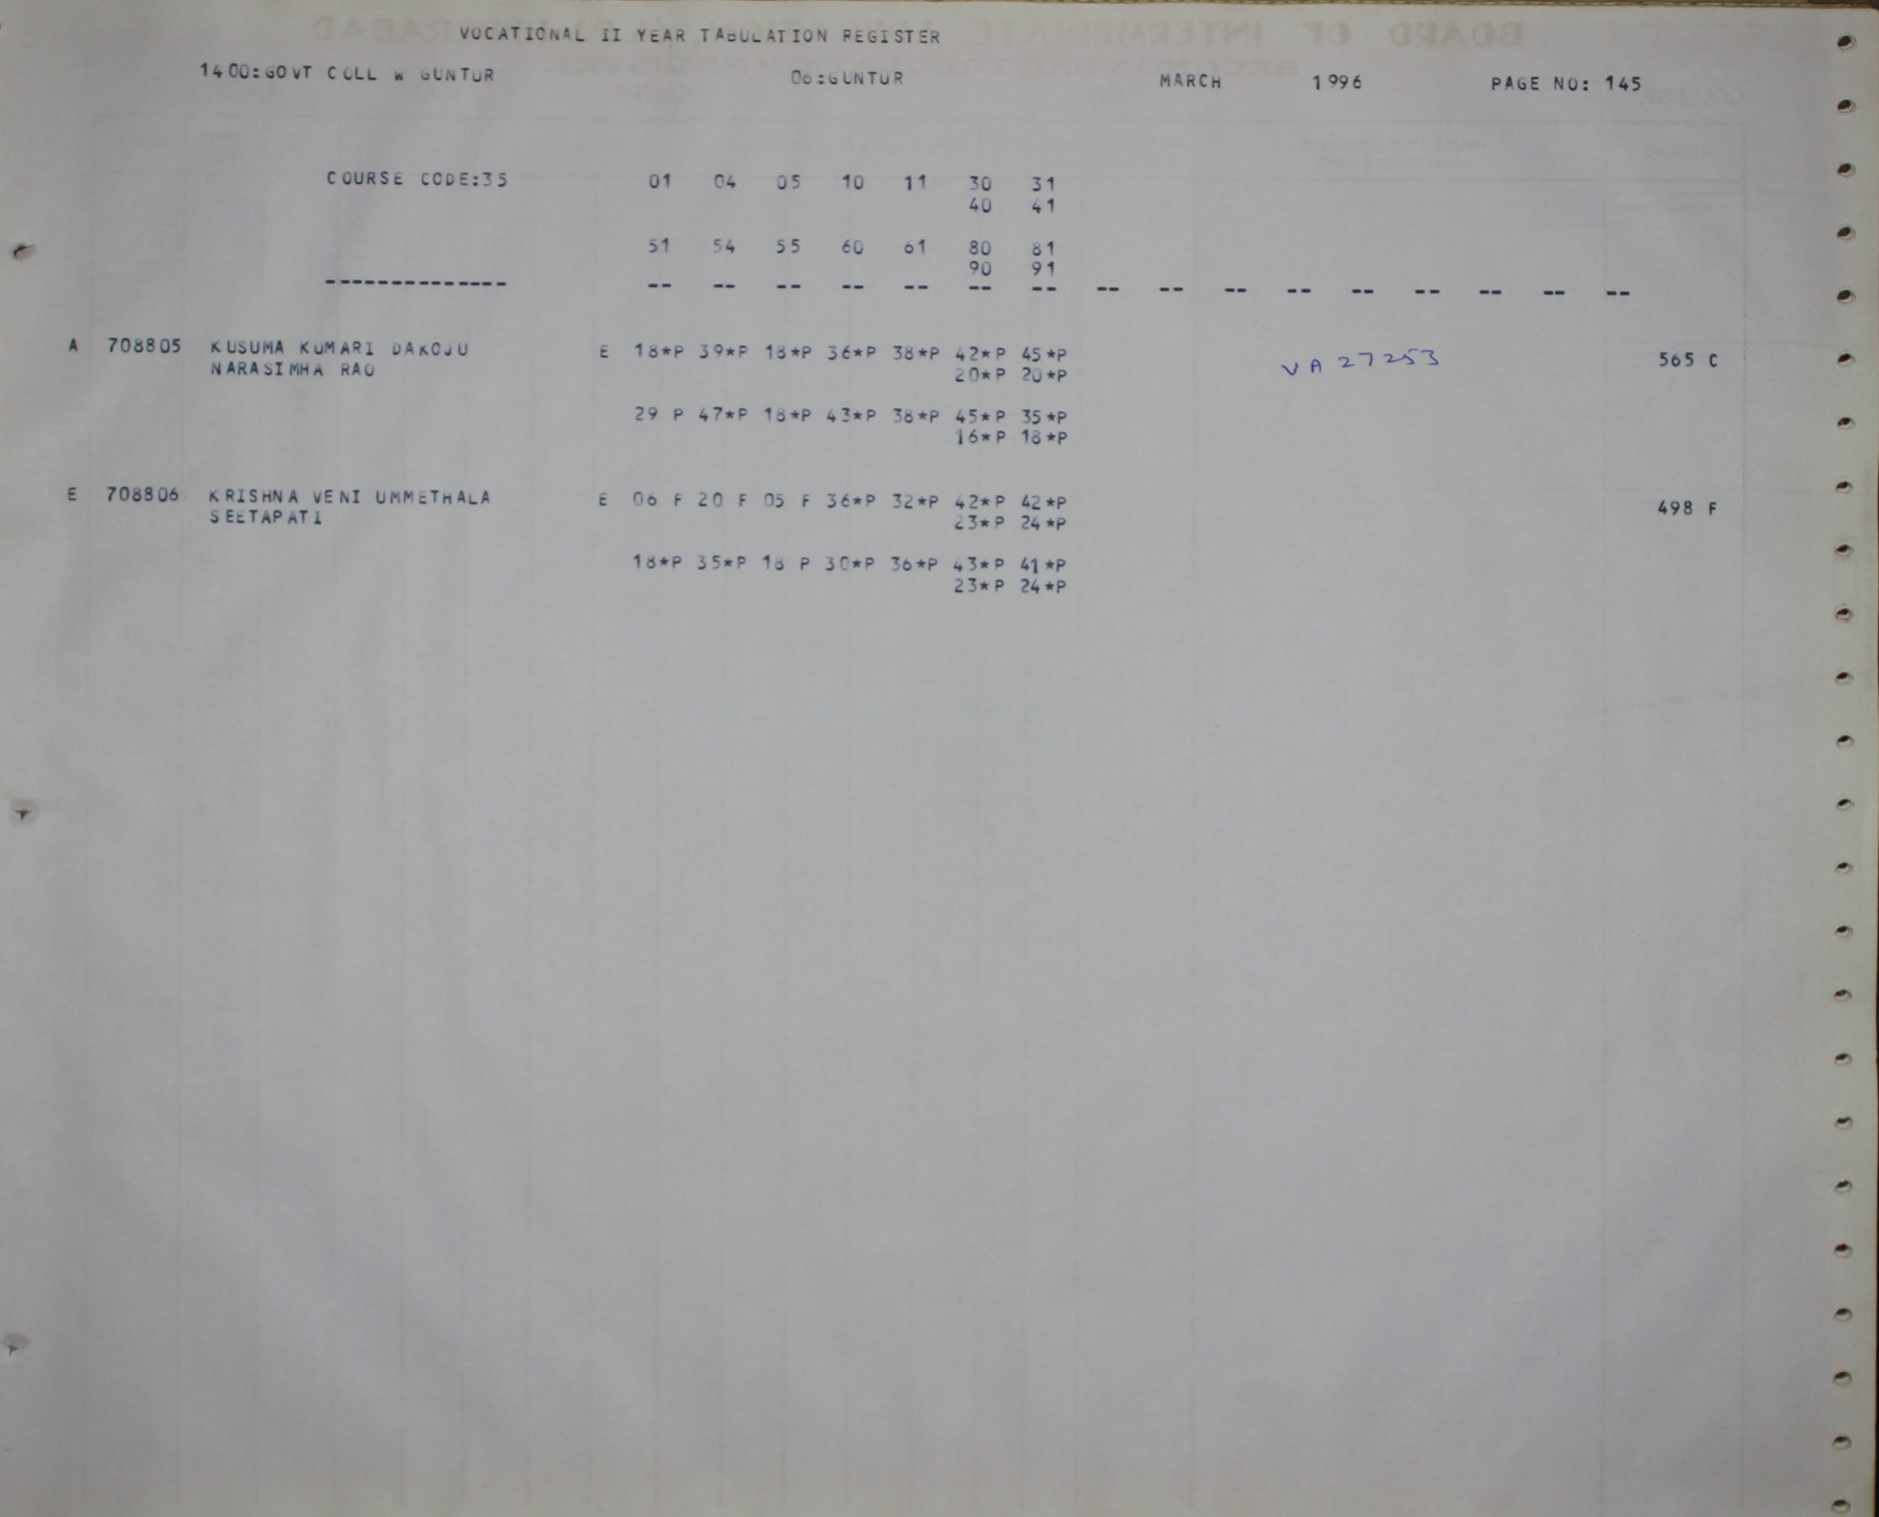 VOCATIONAL II YEAR TABULATION REGISTER
1400:GOVT COLL W GUNTUR 06:GUNTUR MARCH 1996 PAGE NO: 145
COURSE CODE:35 01 04 05 10 11 30 31
40 41
51 54 55 60 61 80 81
90 91
-------------- -- -- -- -- -- -- -- -- -- -- -- -- -- -- -- --
A 708805 KUSUMA KUMARI DAKOJU E 18*P 39*P 18*P 36*P 38*P 42*P 45*P VA 27253 565 C
NARASIMHA RAO 20*P 20*P
29 P 47*P 18*P 43*P 38*P 45*P 35*P
16*P 18*P
E 708806 KRISHNA VENI UMMETHALA E 06 F 20 F 05 F 36*P 32*P 42*P 42*P 498 F
SEETAPATI 23*P 24*P
18*P 35*P 18 P 30*P 36*P 43*P 41*P
23*P 24*P